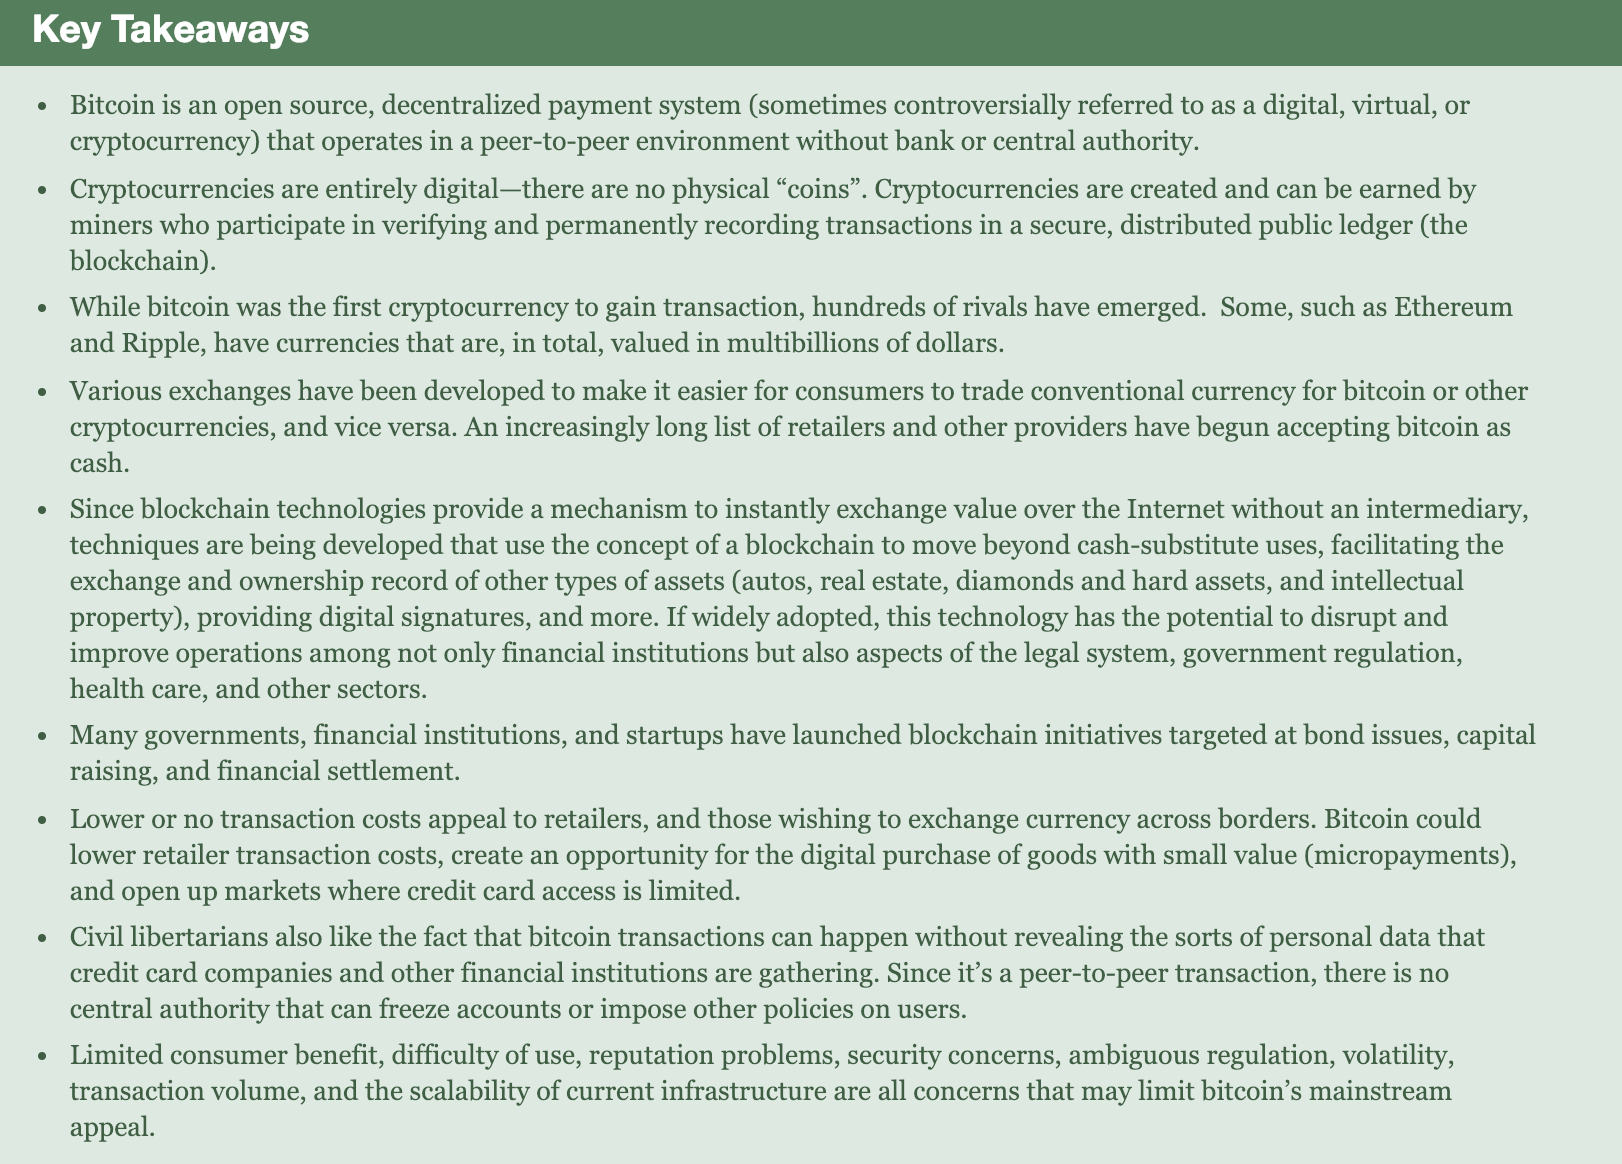 Key Takeaways
• Bitcoin is an open source, decentralized payment system (sometimes controversially referred to as a digital, virtual, or
cryptocurrency) that operates in a peer-to-peer environment without bank or central authority.
• Cryptocurrencies are entirely digital—there are no physical “coins”. Cryptocurrencies are created and can be earned by
miners who participate in verifying and permanently recording transactions in a secure, distributed public ledger (the
blockchain).
• While bitcoin was the first cryptocurrency to gain transaction, hundreds of rivals have emerged.  Some, such as Ethereum
and Ripple, have currencies that are, in total, valued in multibillions of dollars.
• Various exchanges have been developed to make it easier for consumers to trade conventional currency for bitcoin or other
cryptocurrencies, and vice versa. An increasingly long list of retailers and other providers have begun accepting bitcoin as
cash.
• Since blockchain technologies provide a mechanism to instantly exchange value over the Internet without an intermediary,
techniques are being developed that use the concept of a blockchain to move beyond cash-substitute uses, facilitating the
exchange and ownership record of other types of assets (autos, real estate, diamonds and hard assets, and intellectual
property), providing digital signatures, and more. If widely adopted, this technology has the potential to disrupt and
improve operations among not only financial institutions but also aspects of the legal system, government regulation,
health care, and other sectors.
• Many governments, financial institutions, and startups have launched blockchain initiatives targeted at bond issues, capital
raising, and financial settlement.
• Lower or no transaction costs appeal to retailers, and those wishing to exchange currency across borders. Bitcoin could
lower retailer transaction costs, create an opportunity for the digital purchase of goods with small value (micropayments),
and open up markets where credit card access is limited.
• Civil libertarians also like the fact that bitcoin transactions can happen without revealing the sorts of personal data that
credit card companies and other financial institutions are gathering. Since it’s a peer-to-peer transaction, there is no
central authority that can freeze accounts or impose other policies on users.
• Limited consumer benefit, difficulty of use, reputation problems, security concerns, ambiguous regulation, volatility,
transaction volume, and the scalability of current infrastructure are all concerns that may limit bitcoin’s mainstream
appeal.